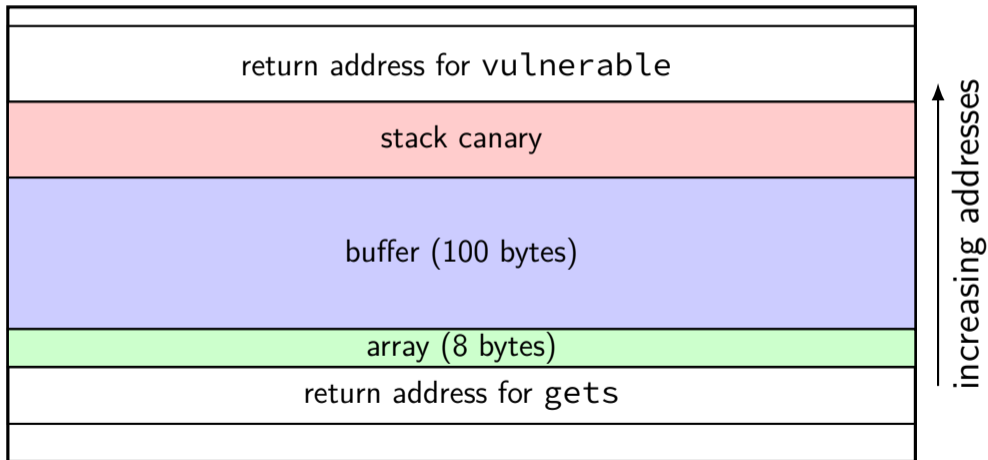 return address for vulnerable
stack canary
buffer (100 bytes)
array (8 bytes)
return address for gets
increasing addresses